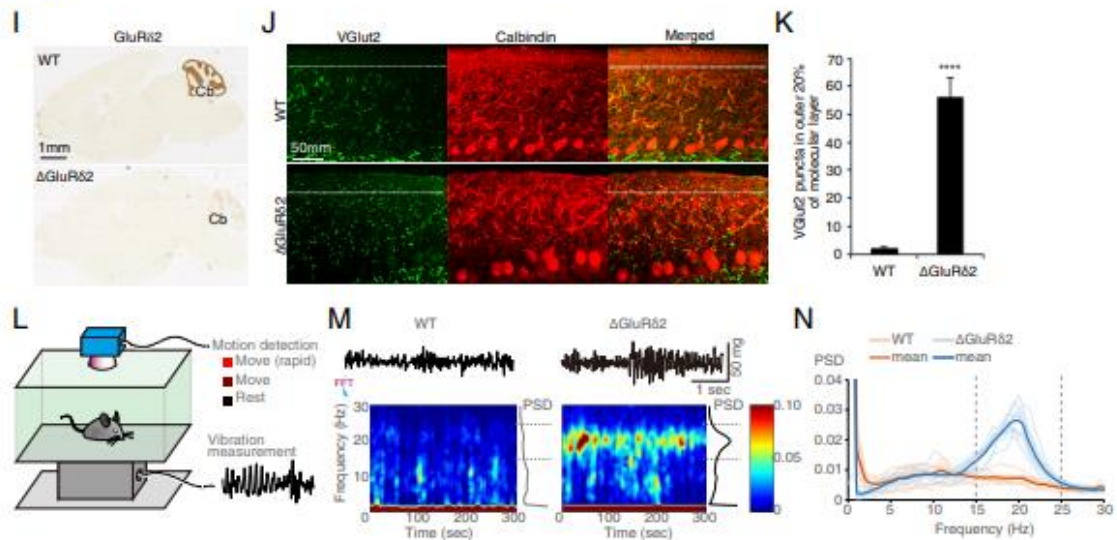 I
GluRδ2
WT
Cb
1mm
ΔGluRδ2
Cb
J
VGlut2 Calbindin Merged
WT
50mm
ΔGluRδ2
K
VGlut2 puncta in outer 20%
of molecular layer
70
60
50
40
30
20
10
0
****
WT ΔGluRδ2
L
Motion detection
Move (rapid)
Move
Rest
Vibration
measurement
M
WT ΔGluRδ2
50 mg
1 sec
FFT
PSD PSD
Frequency (Hz)
30
20
10
0 100 200 300
0 100 200 300
Time (sec) Time (sec)
0.10
0.05
0
N
WT ΔGluRδ2
mean mean
PSD
0.04
0.03
0.02
0.01
0
0 5 10 15 20 25 30
Frequency (Hz)